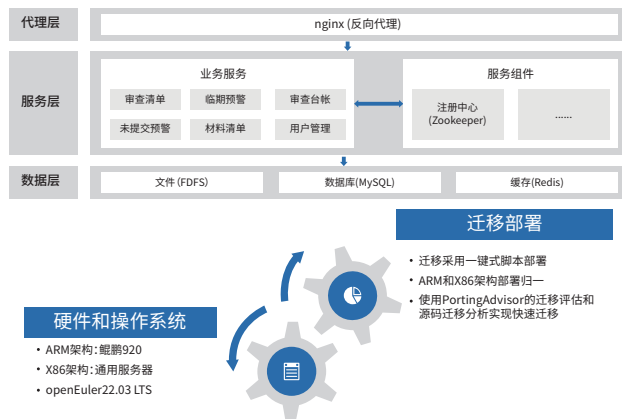 代理层
nginx (反向代理)
服务层
业务服务
审查清单
临期预警
审查台帐
未提交预警
材料清单
用户管理
服务组件
注册中心
(Zookeeper)
......
数据层
文件 (FDFS)
数据库(MySQL)
缓存(Redis)
迁移部署
• 迁移采用一键式脚本部署
• ARM和X86架构部署归一
• 使用PortingAdvisor的迁移评估和
源码迁移分析实现快速迁移
硬件和操作系统
• ARM架构:鲲鹏920
• X86架构:通用服务器
• openEuler22.03 LTS